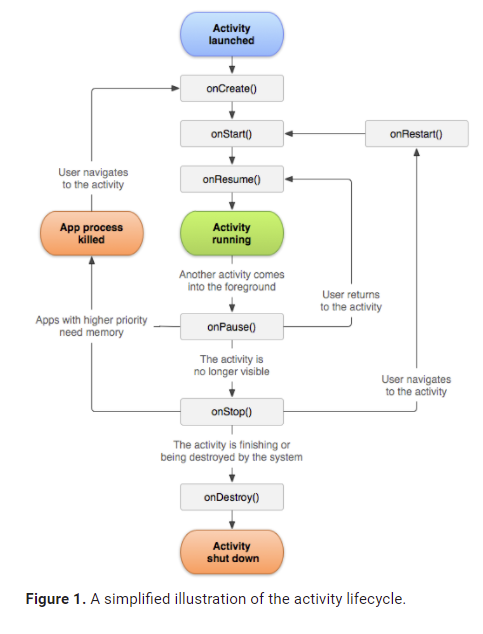 Activity
launched
onCreate()
onStart()
onRestart()
User navigates
to the activity
onResume()
App process
killed
Activity
running
Another activity comes
into the foreground
User returns
to the activity
Apps with higher priority
need memory
onPause()
The activity is
no longer visible
User navigates
to the activity
onStop()
The activity is finishing or
being destroyed by the system
onDestroy()
Activity
shut down
Figure 1. A simplified illustration of the activity lifecycle.